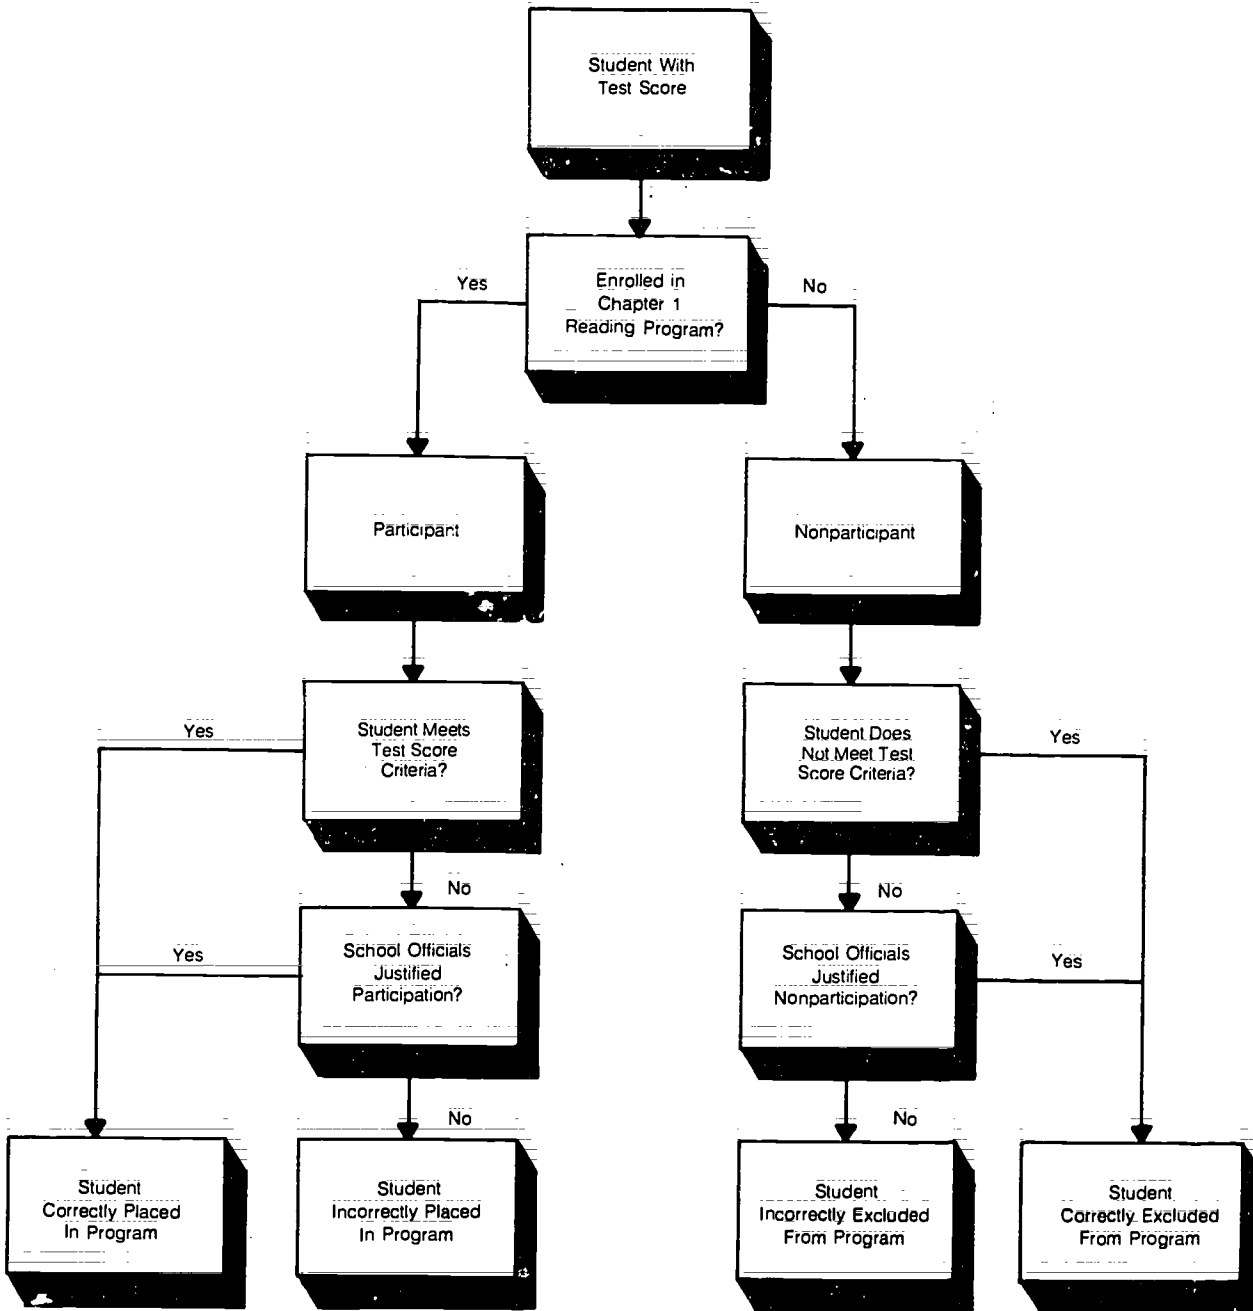 Student With
Test Score
Enrolled in
Chapter 1
Reading Program?
Yes
No
Participant
Nonparticipant
Student Meets
Test Score
Criteria?
Yes
No
Student Does
Not Meet Test
Score Criteria?
Yes
No
School Officials
Justified
Participation?
Yes
No
School Officials
Justified
Nonparticipation?
Yes
No
Student
Correctly Placed
In Program
Student
Incorrectly Placed
In Program
Student
Incorrectly Excluded
From Program
Student
Correctly Excluded
From Program